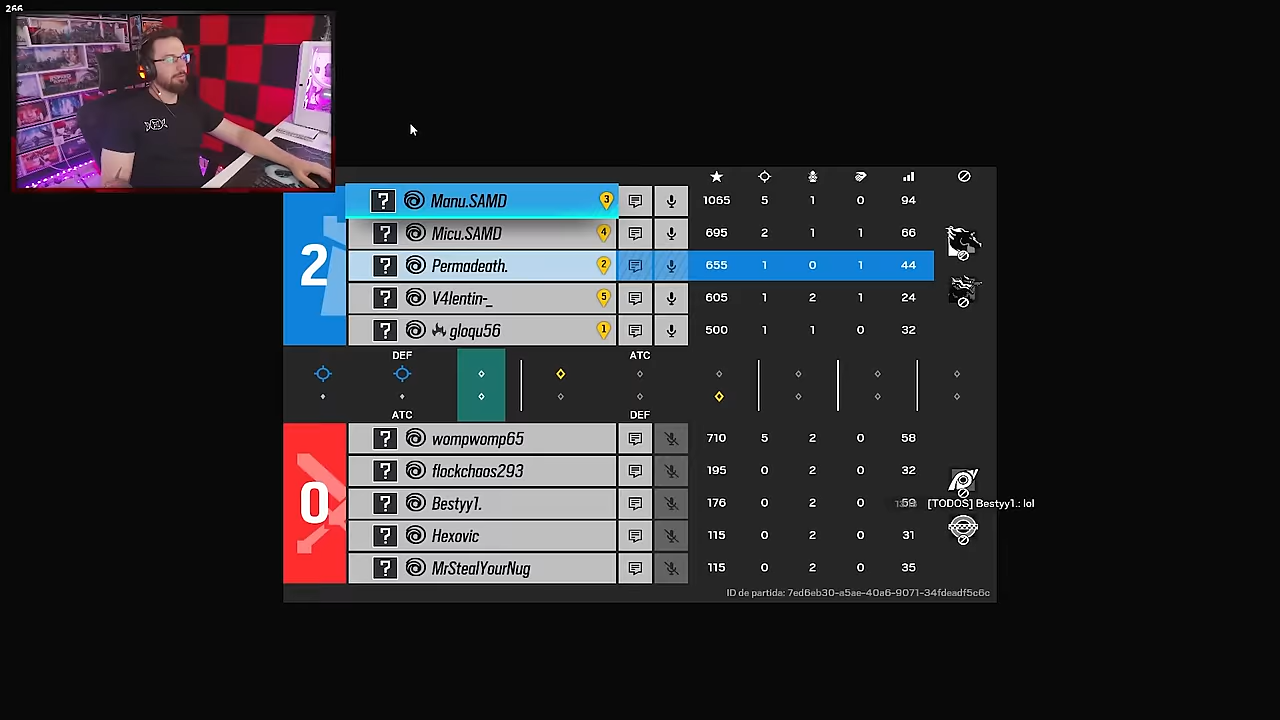 266
3 Manu.SAMD 1065 5 1 0 94
Micu.SAMD 4 695 2 1 1 66
Permadeath. 2 655 1 0 1 44
V4lentin-_ 5 605 1 2 1 24
gloqu56 1 500 1 1 0 32
2
DEF ATC
ATC DEF
wompwomp65 710 5 2 0 58
flockchaos293 195 0 2 0 32
Bestyy1. 176 0 2 0 59 [TODOS] Bestyy1.: lol
0
Hexovic 115 0 2 0 31
MrStealYourNug 115 0 2 0 35
ID de partida: 7ed6eb30-a5ae-40a6-9071-34fdeadf5c6c